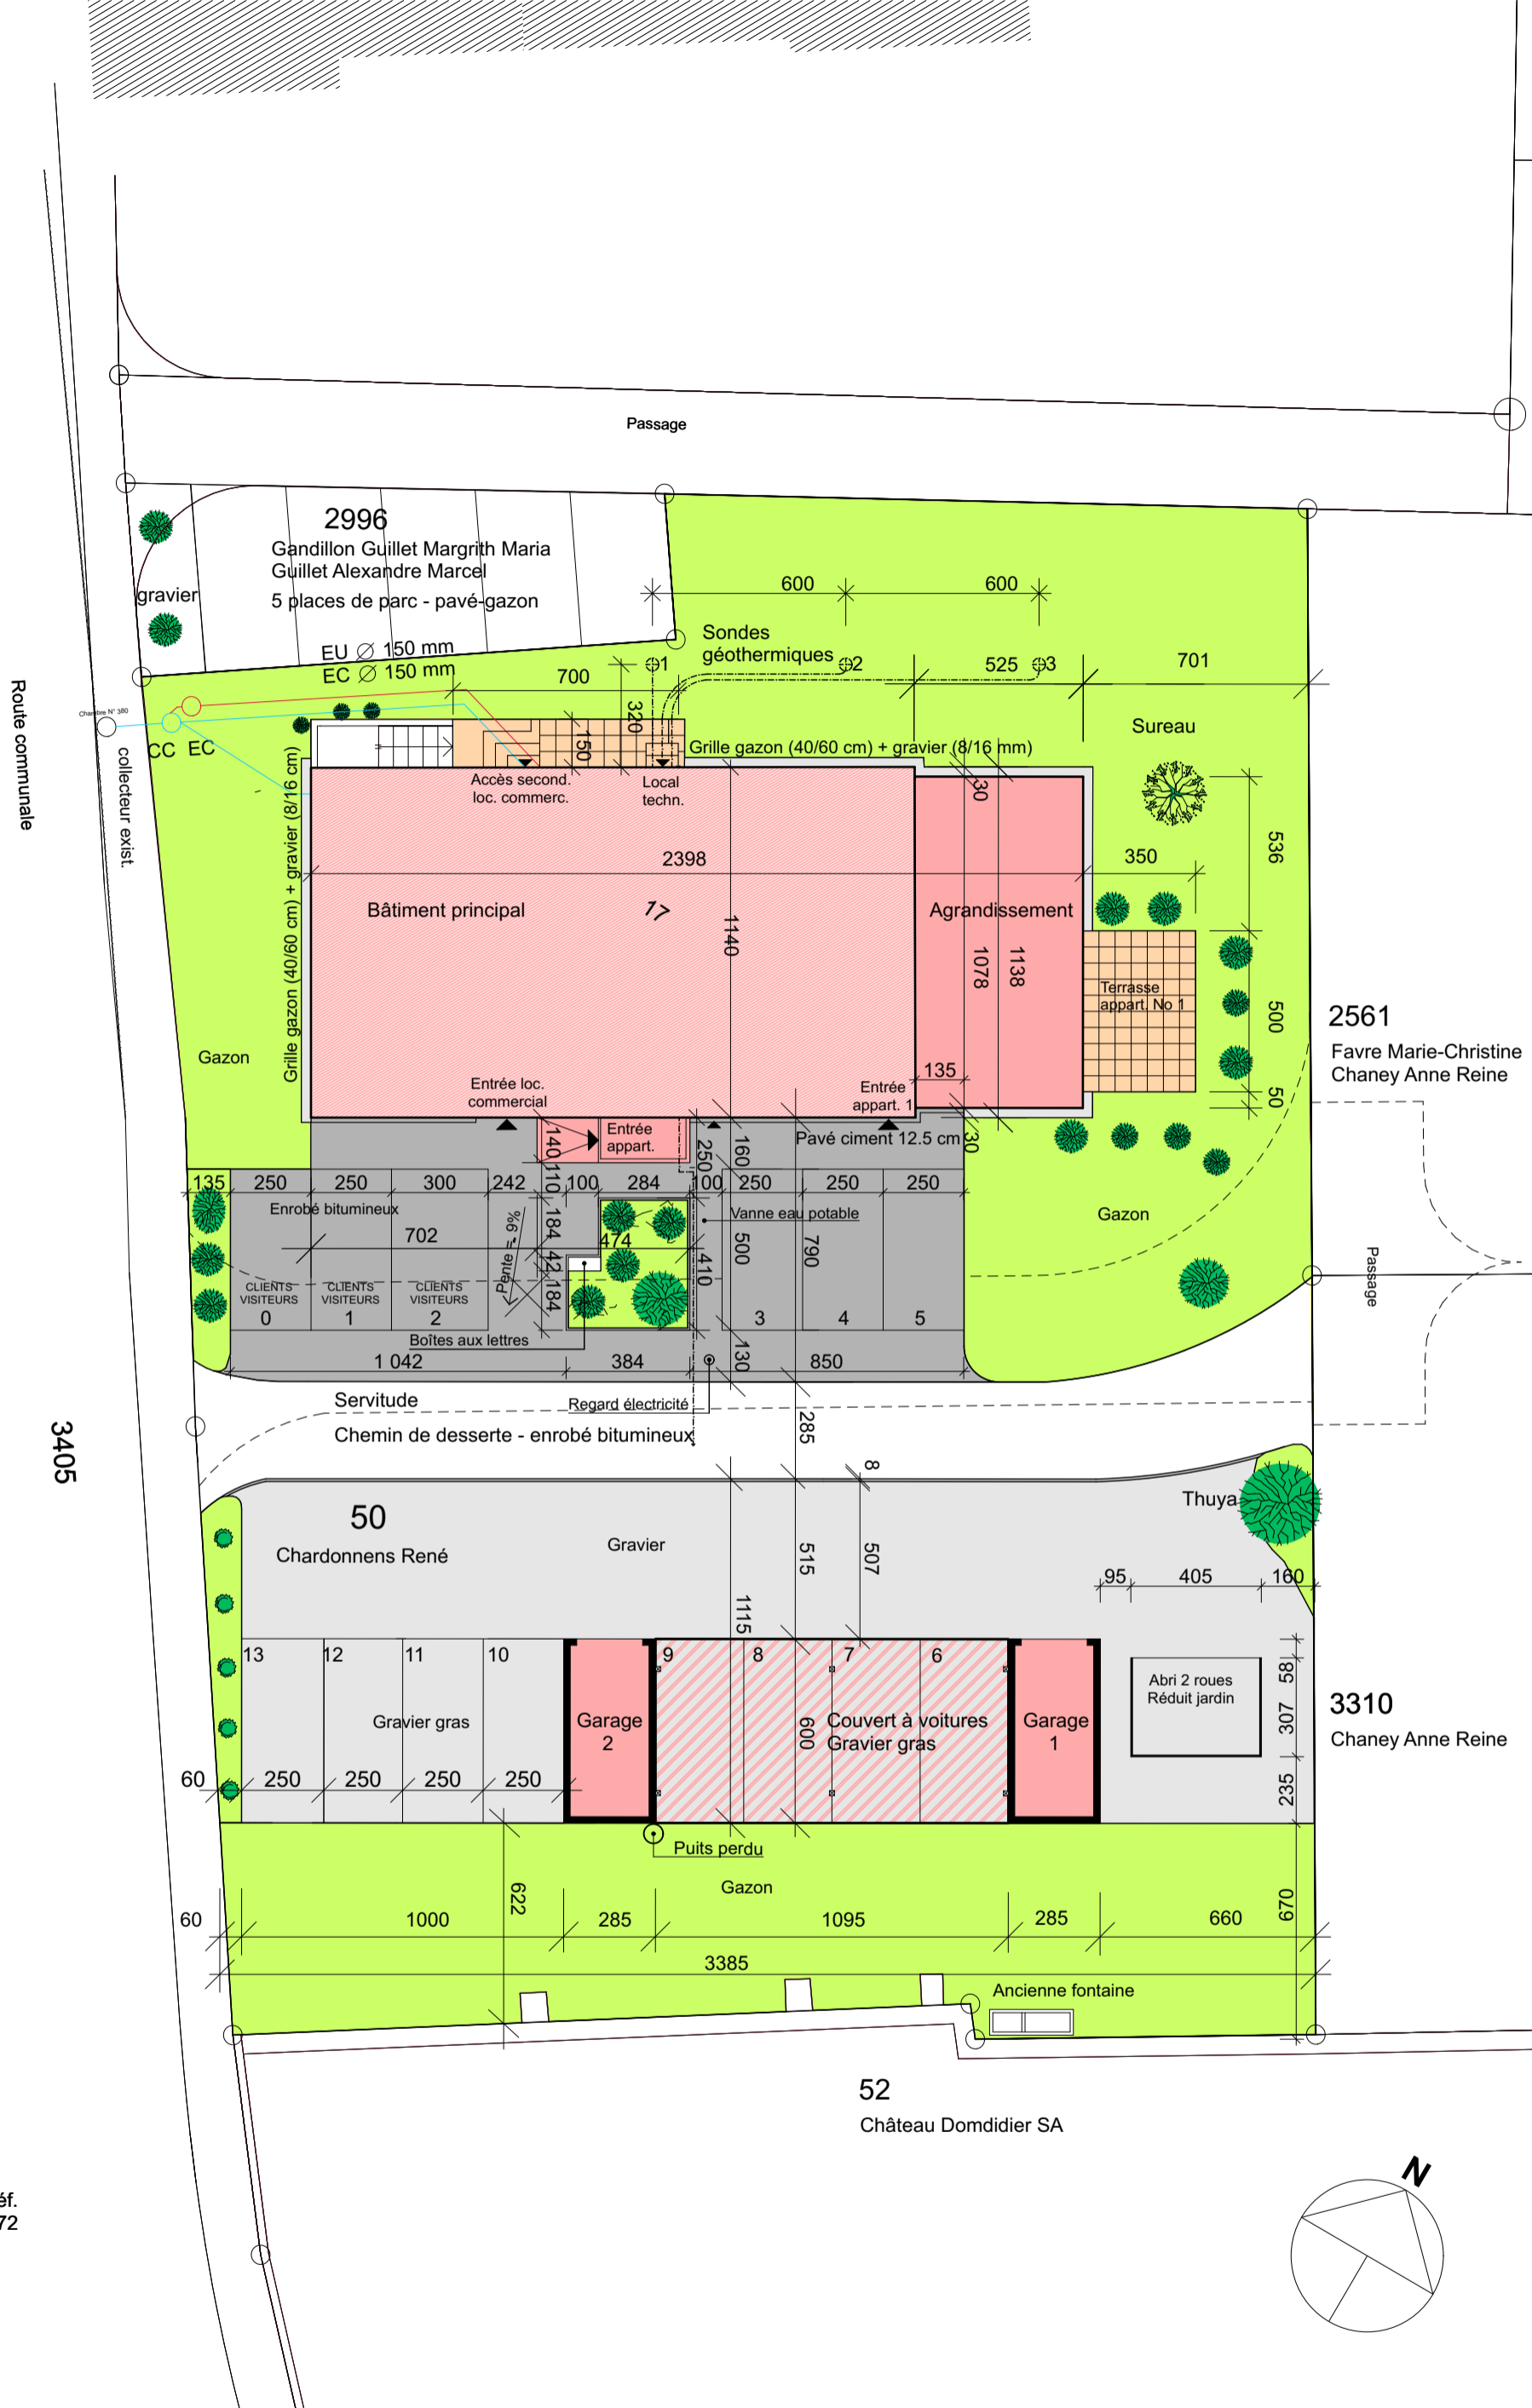 Passage
2996
Gandillon Guillet Margrith Maria
Guillet Alexandre Marcel
5 places de parc - pavé-gazon
gravier
EU ∅ 150 mm
EC ∅ 150 mm
600
600
Sondes
géothermiques
1
2
3
700
525
701
320
150
Sureau
Route communale
Chambre N° 380
CC
EC
collecteur exist.
Grille gazon (40/60 cm) + gravier (8/16 mm)
Grille gazon (40/60 cm) + gravier (8/16 cm)
Accès second.
loc. commerc.
Local
techn.
30
2398
350
536
Bâtiment principal
17
1140
Agrandissement
1078
1138
Terrasse
appart. No 1
500
50
2561
Favre Marie-Christine
Chaney Anne Reine
Gazon
135
Entrée loc.
commercial
Entrée
appart. 1
Entrée
appart.
140
250
160
Pavé ciment 12.5 cm
30
135
250
250
300
242
110
100
284
100
250
250
250
Enrobé bitumineux
Vanne eau potable
Gazon
702
Pente = 9%
184
474
42
184
410
500
790
Passage
CLIENTS
VISITEURS
0
CLIENTS
VISITEURS
1
CLIENTS
VISITEURS
2
3
4
5
Boîtes aux lettres
1 042
384
130
850
Servitude
Regard électricité
Chemin de desserte - enrobé bitumineux
285
8
3405
50
Chardonnens René
Gravier
Thuya
515
507
1115
95
405
160
13
12
11
10
9
8
7
6
Abri 2 roues
Réduit jardin
58
307
235
Gravier gras
Garage
2
600
Couvert à voitures
Gravier gras
Garage
1
3310
Chaney Anne Reine
60
250
250
250
250
Puits perdu
Gazon
622
679
60
1000
285
1095
285
660
3385
Ancienne fontaine
52
Château Domdidier SA
N
éf.
72